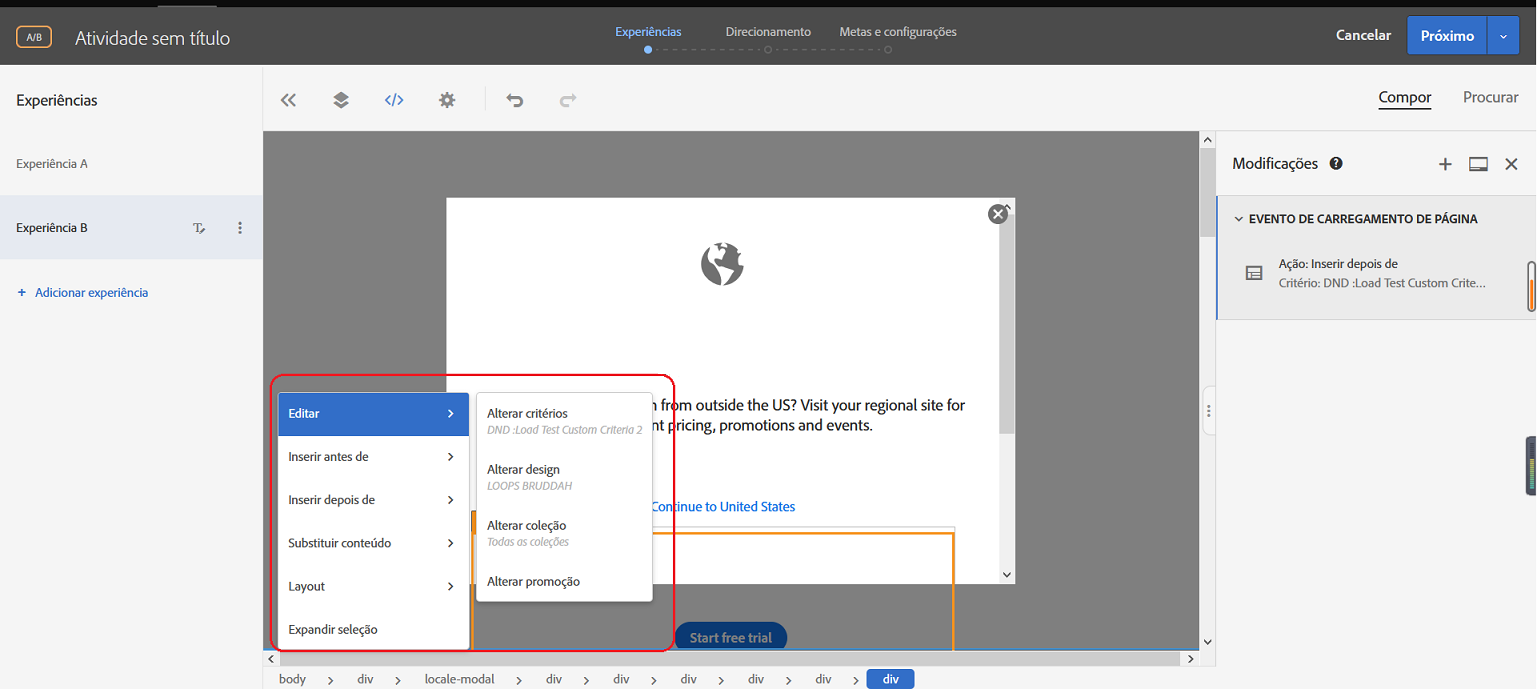 A/B
Atividade sem título
Experiências
Direcionamento
Metas e configurações
Cancelar
Próximo
Experiências
</>
Compor
Procurar
Experiência A
Experiência B
+ Adicionar experiência
Modificações
EVENTO DE CARREGAMENTO DE PÁGINA
Ação: Inserir depois de
Critério: DND :Load Test Custom Crite...
from outside the US? Visit your regional site for
pricing, promotions and events.
Continue to United States
Start free trial
Editar
Inserir antes de
Inserir depois de
Substituir conteúdo
Layout
Expandir seleção
Alterar critérios
DND :Load Test Custom Criteria 2
Alterar design
LOOPS BRUDDAH
Alterar coleção
Todas as coleções
Alterar promoção
body > div > locale-modal > div > div > div > div > div > div